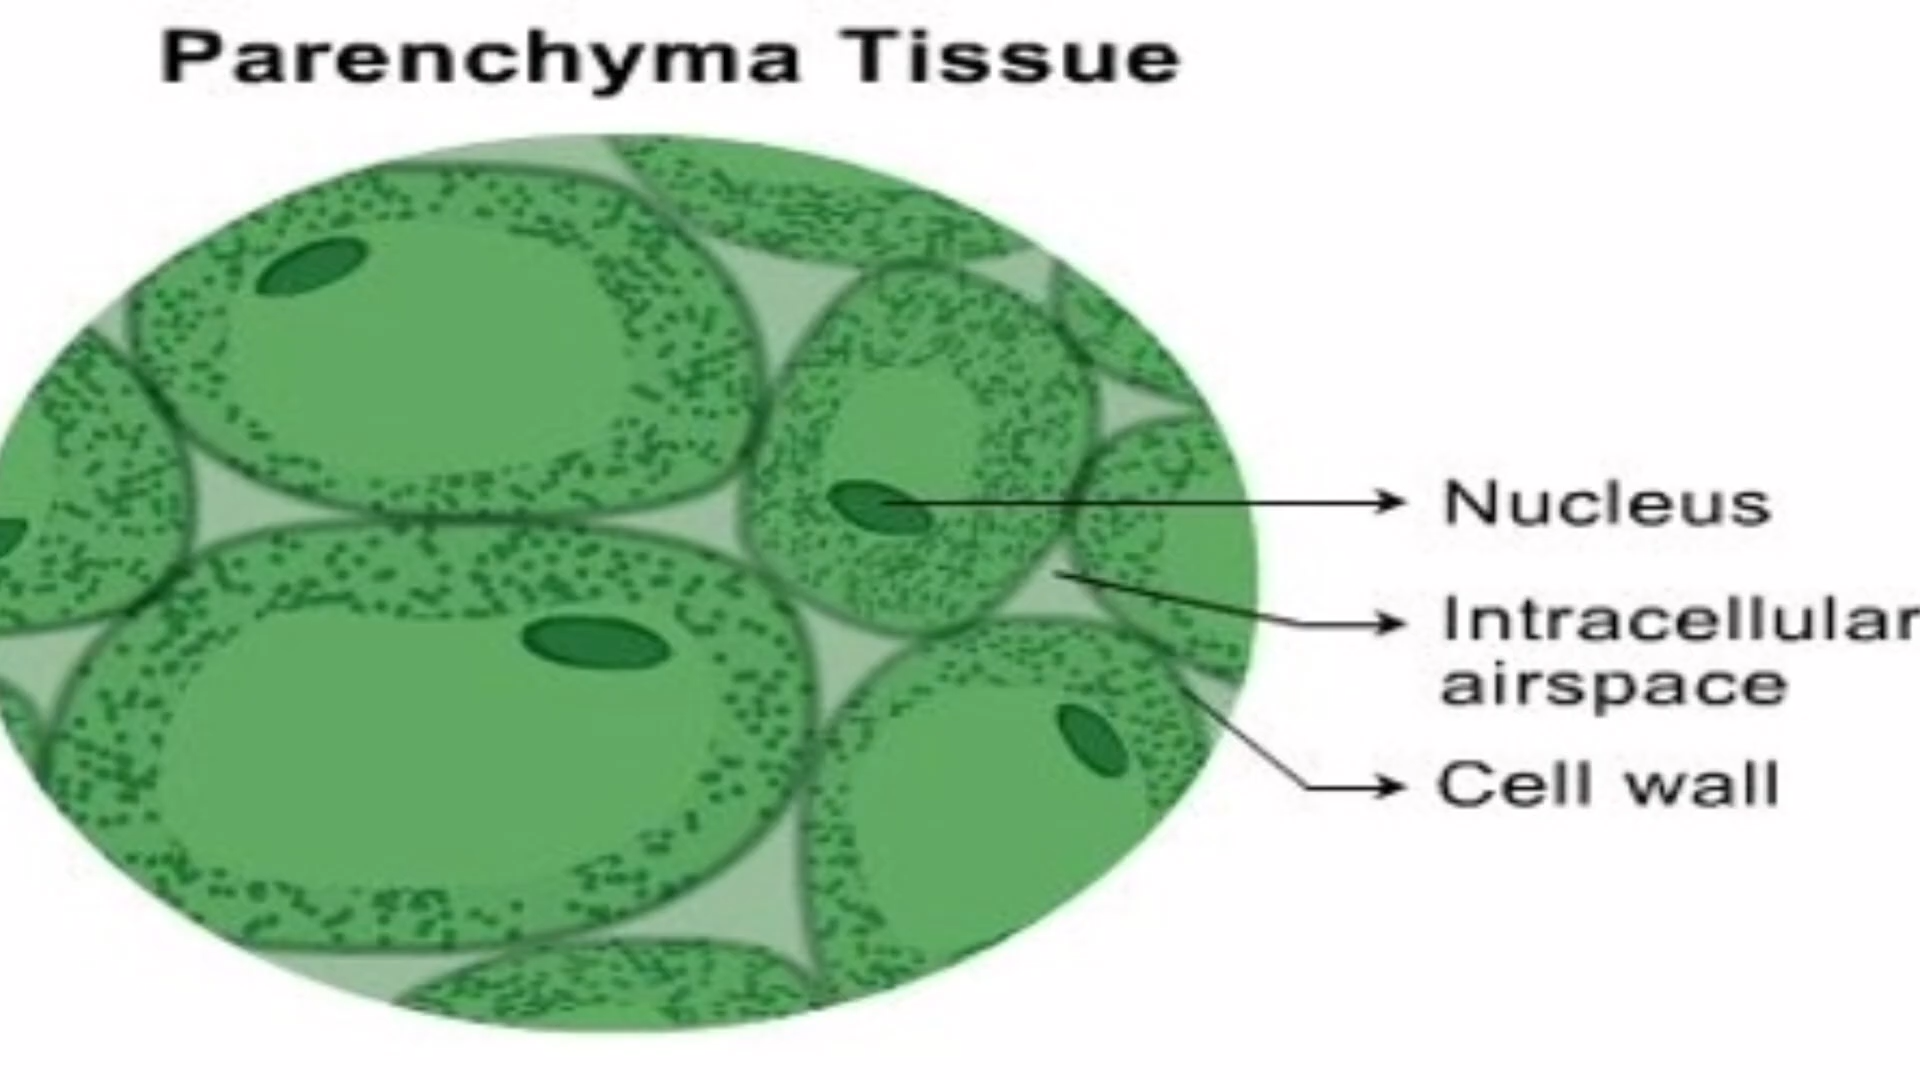 Parenchyma Tissue
Nucleus
Intracellular
airspace
Cell wall